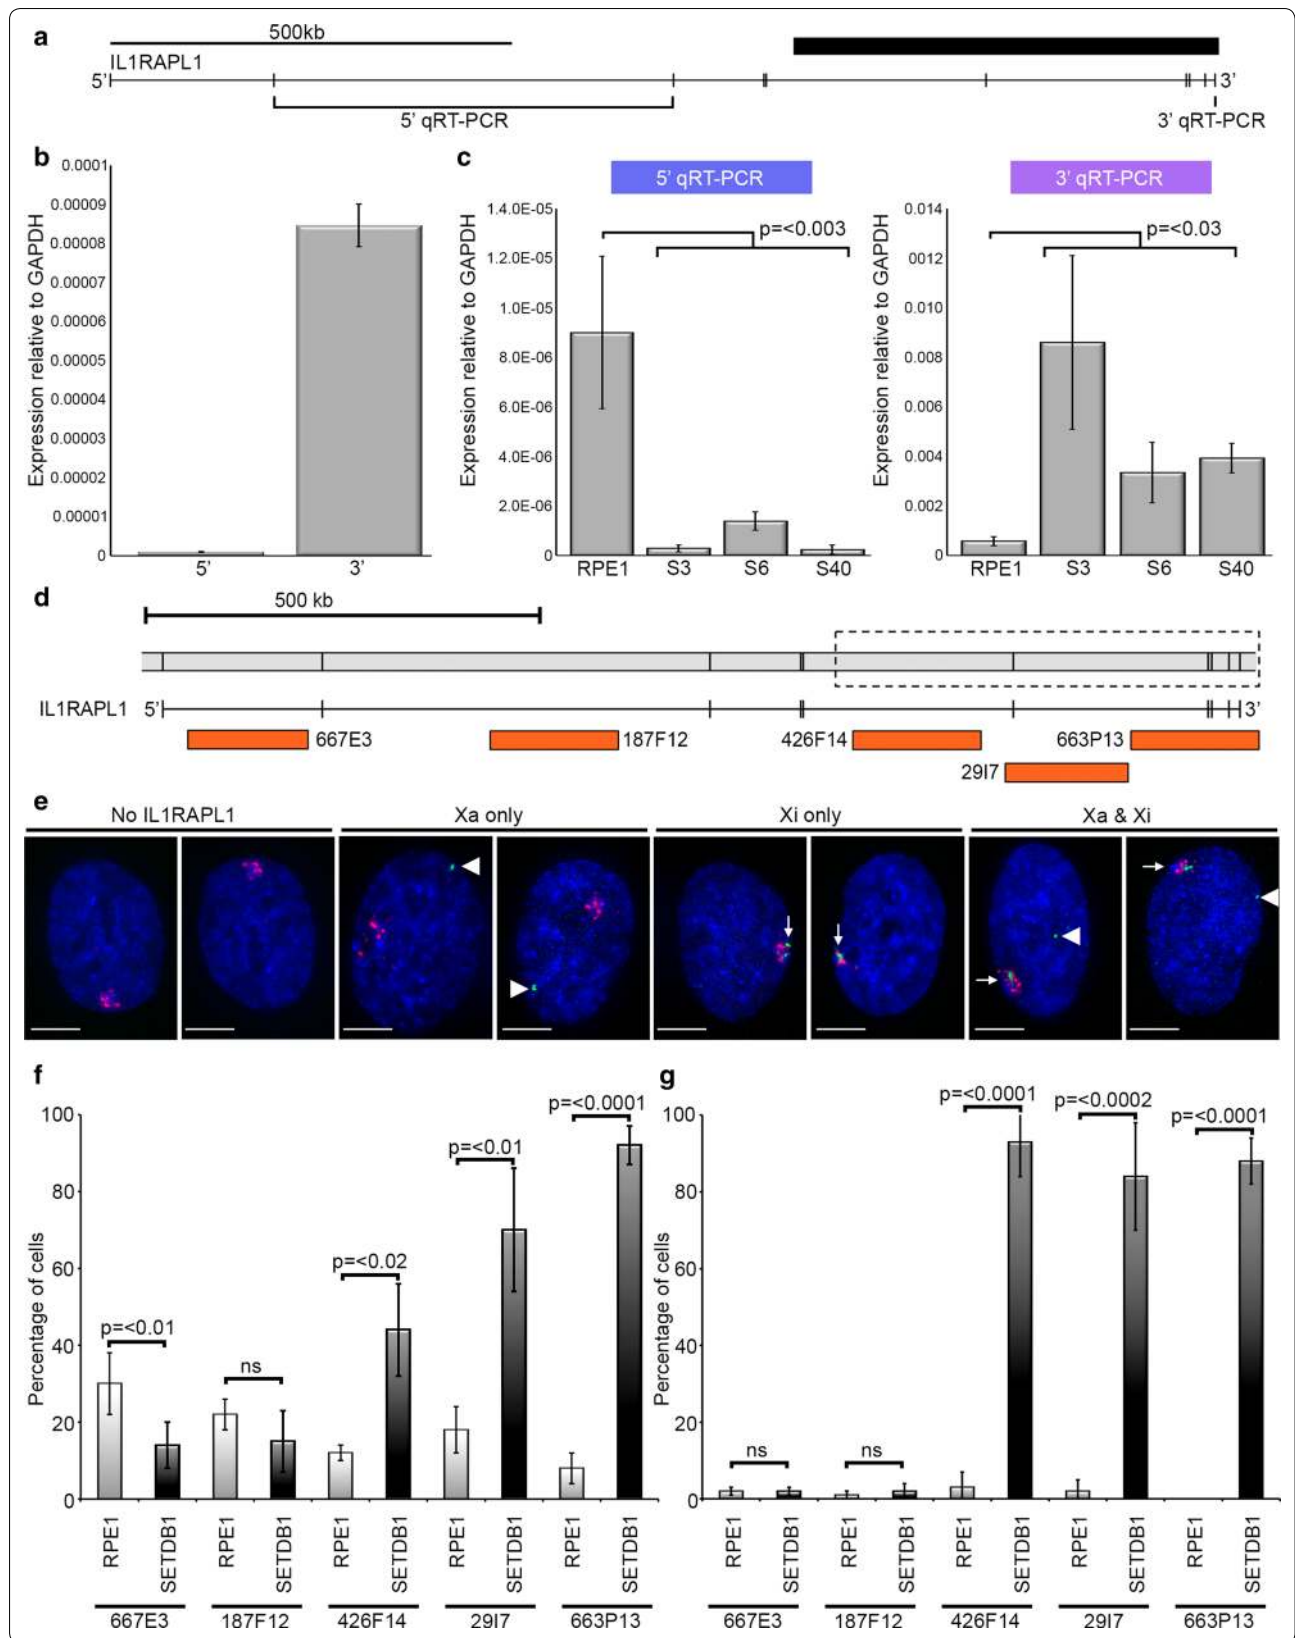 a
500kb
IL1RAPL1
5’
3’
5’ qRT-PCR
3’ qRT-PCR
b
Expression relative to GAPDH
0.0001
0.00009
0.00008
0.00007
0.00006
0.00005
0.00004
0.00003
0.00002
0.00001
0
5’ 3’
c
5’ qRT-PCR
Expression relative to GAPDH
1.4.0E-05
1.2.0E-05
1.0E-05
8.0E-06
6.0E-06
4.0E-06
2.0E-06
0
p=<0.003
RPE1 S3 S6 S40
3’ qRT-PCR
Expression relative to GAPDH
0.014
0012
0.010
0.008
0.006
0.004
0.002
0
p=<0.03
RPE1 S3 S6 S40
d
500 kb
IL1RAPL1 5’ 3’
667E3 187F12 426F14 663P13
29I7
e
No IL1RAPL1 Xa only Xi only Xa & Xi
f
Percentage of cells
100
80
60
40
20
0
p=<0.01
ns
p=<0.02
p=<0.01
p=<0.0001
RPE1 SETDB1 RPE1 SETDB1 RPE1 SETDB1 RPE1 SETDB1 RPE1 SETDB1
667E3 187F12 426F14 29I7 663P13
g
Percentage of cells
100
80
60
40
20
0
ns
ns
p=<0.0001
p=<0.0002
p=<0.0001
RPE1 SETDB1 RPE1 SETDB1 RPE1 SETDB1 RPE1 SETDB1 RPE1 SETDB1
667E3 187F12 426F14 29I7 663P13